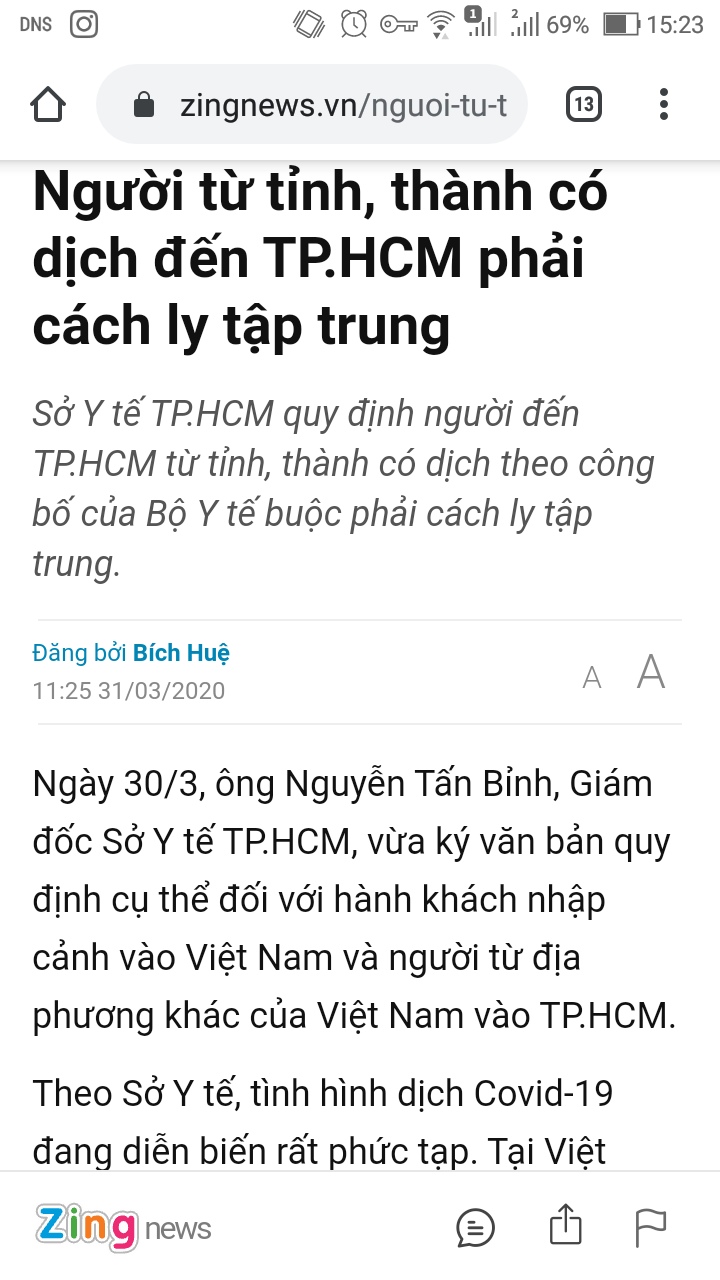 DNS 1 2 69% 15:23
zingnews.vn/nguoi-tu-t 13
Người từ tỉnh, thành có
dịch đến TP.HCM phải
cách ly tập trung
Sở Y tế TP.HCM quy định người đến
TP.HCM từ tỉnh, thành có dịch theo công
bố của Bộ Y tế buộc phải cách ly tập
trung.
Đăng bởi Bích Huệ
11:25 31/03/2020
A A
Ngày 30/3, ông Nguyễn Tấn Bỉnh, Giám
đốc Sở Y tế TP.HCM, vừa ký văn bản quy
định cụ thể đối với hành khách nhập
cảnh vào Việt Nam và người từ địa
phương khác của Việt Nam vào TP.HCM.
Theo Sở Y tế, tình hình dịch Covid-19
đang diễn biến rất phức tạp. Tại Việt
Zing news